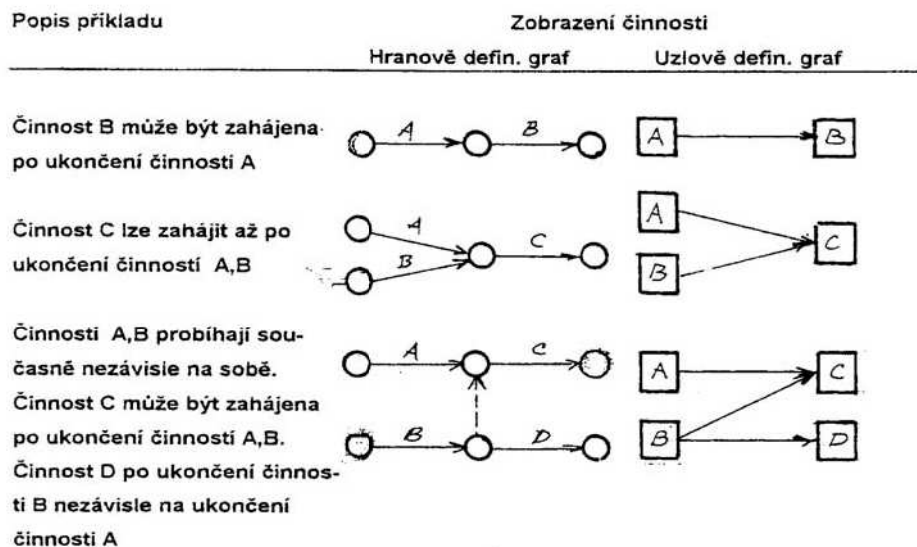 Popis příkladu
Zobrazení činnosti
Hranově defin. graf
Uzlově defin. graf
Činnost B může být zahájena
po ukončení činnosti A
A
B
A
B
Činnost C lze zahájit až po
ukončení činností A,B
A
B
C
A
B
C
Činnosti A,B probíhají sou-
časně nezávisle na sobě.
Činnost C může být zahájena
po ukončení činností A,B.
Činnost D po ukončení činnos-
ti B nezávisle na ukončení
činnosti A
A
C
B
D
A
C
B
D